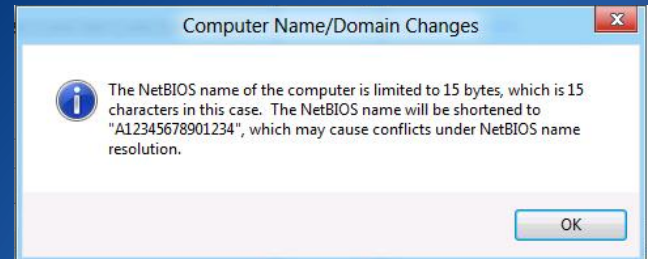 Computer Name/Domain Changes
The NetBIOS name of the computer is limited to 15 bytes, which is 15
characters in this case.  The NetBIOS name will be shortened to
"A12345678901234", which may cause conflicts under NetBIOS name
resolution.
OK